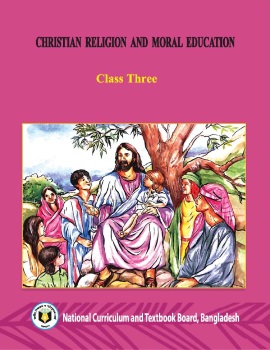 CHRISTIAN RELIGION AND MORAL EDUCATION
Class Three
National Curriculum and Textbook Board, Bangladesh